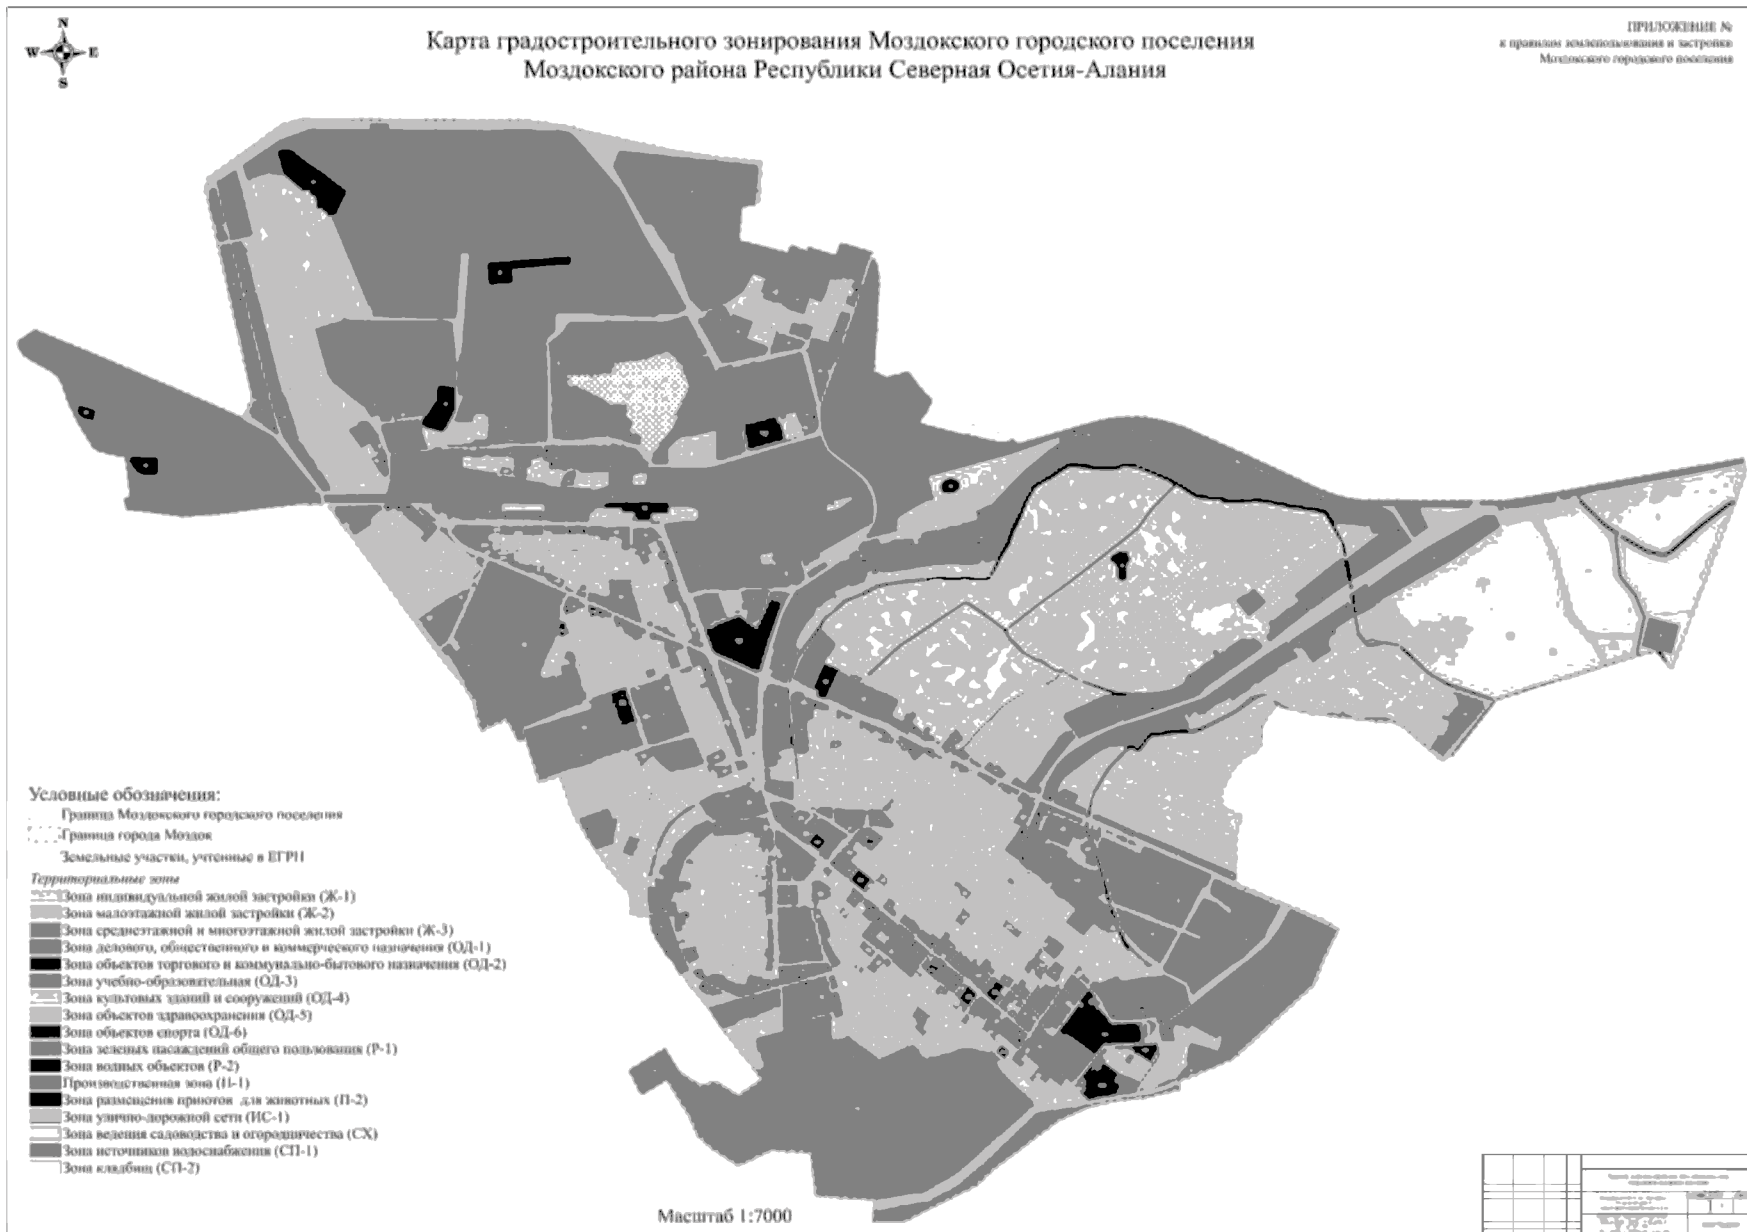 N
W E
S
Карта градостроительного зонирования Моздокского городского поселения
Моздокского района Республики Северная Осетия-Алания
ПРИЛОЖЕНИЕ №
к правилам землепользования и застройки
Моздокского городского поселения
Условные обозначения:
Граница Моздокского городского поселения
Граница города Моздок
Земельные участки, учтенные в ЕГРН
Территориальные зоны
Зона индивидуальной жилой застройки (Ж-1)
Зона малоэтажной жилой застройки (Ж-2)
Зона среднеэтажной и многоэтажной жилой застройки (Ж-3)
Зона делового, общественного и коммерческого назначения (ОД-1)
Зона объектов торгового и коммунально-бытового назначения (ОД-2)
Зона учебно-образовательная (ОД-3)
Зона культовых зданий и сооружений (ОД-4)
Зона объектов здравоохранения (ОД-5)
Зона объектов спорта (ОД-6)
Зона зеленых насаждений общего пользования (Р-1)
Зона водных объектов (Р-2)
Производственная зона (П-1)
Зона размещения приютов для животных (П-2)
Зона улично-дорожной сети (ИС-1)
Зона ведения садоводства и огородничества (СХ)
Зона источников водоснабжения (СП-1)
Зона кладбищ (СП-2)
Масштаб 1:7000